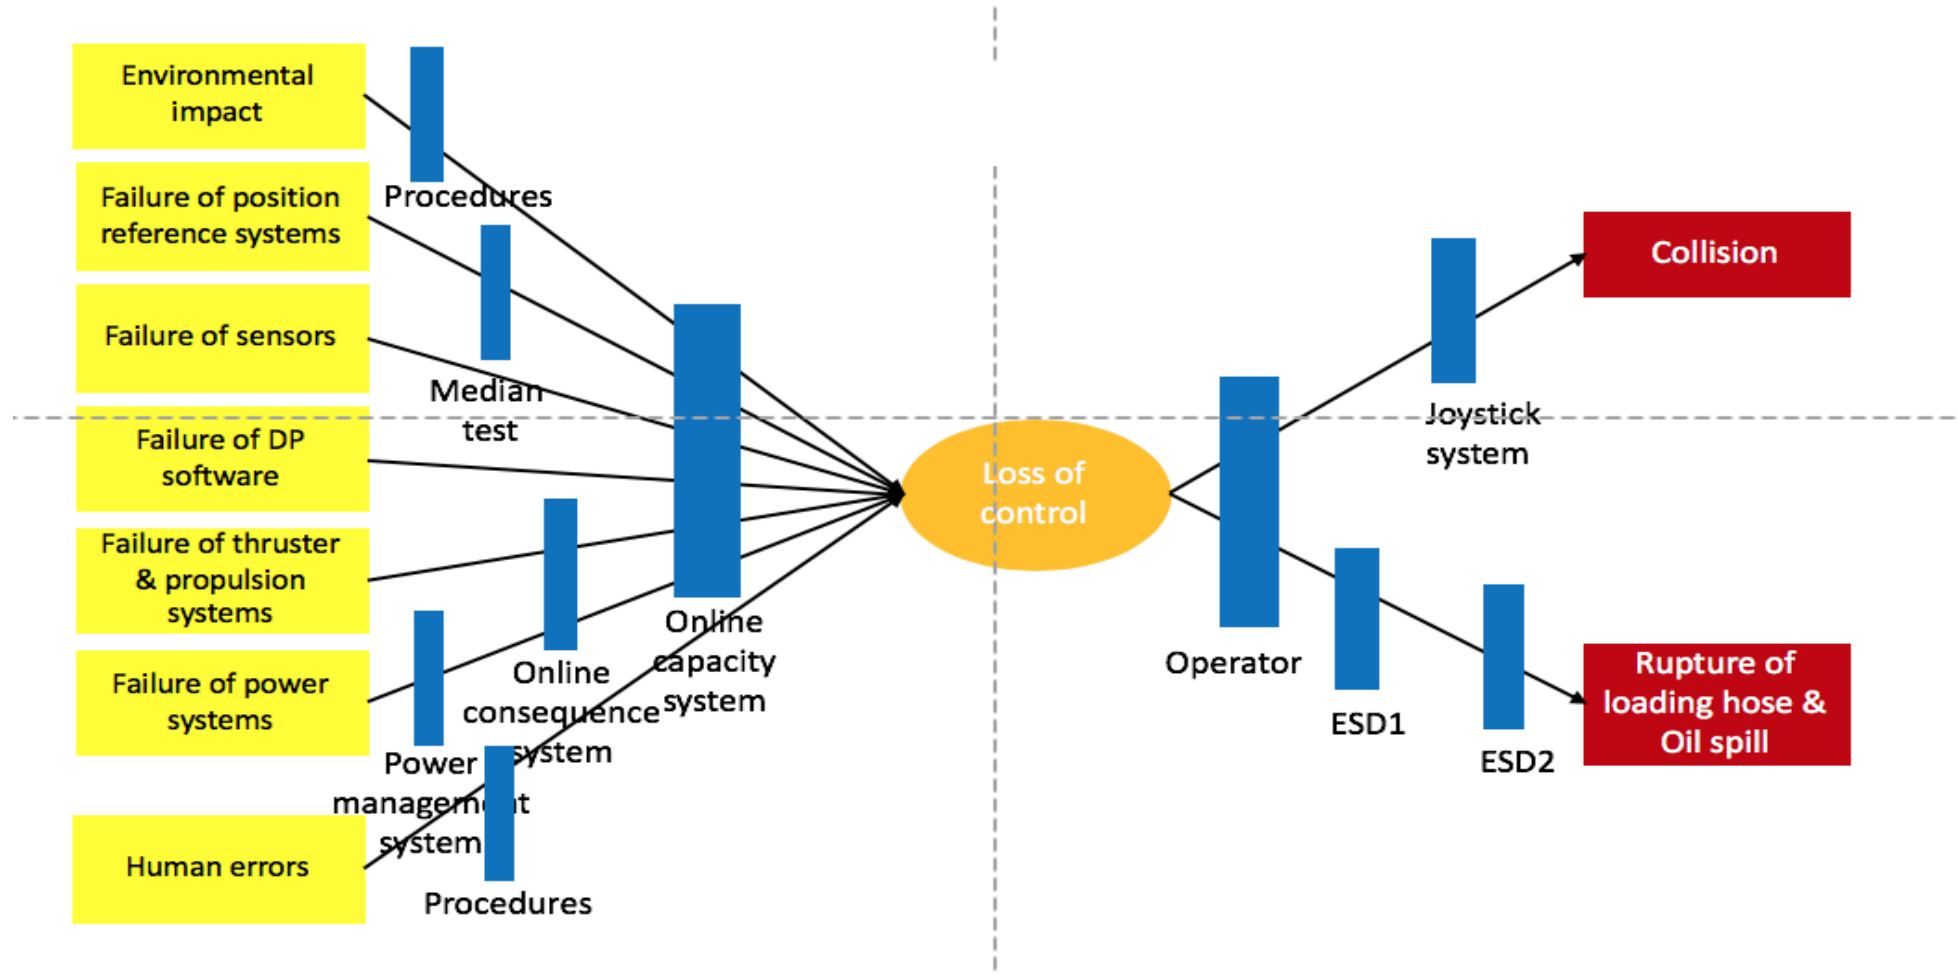 Environmental
impact
Procedures
Failure of position
reference systems
Median
test
Failure of sensors
Failure of DP
software
Failure of thruster
& propulsion
systems
Online
capacity
system
Online
consequence
system
Failure of power
systems
Power
management
system
Human errors
Procedures
Loss of
control
Operator
Joystick
system
Collision
ESD1
ESD2
Rupture of
loading hose &
Oil spill